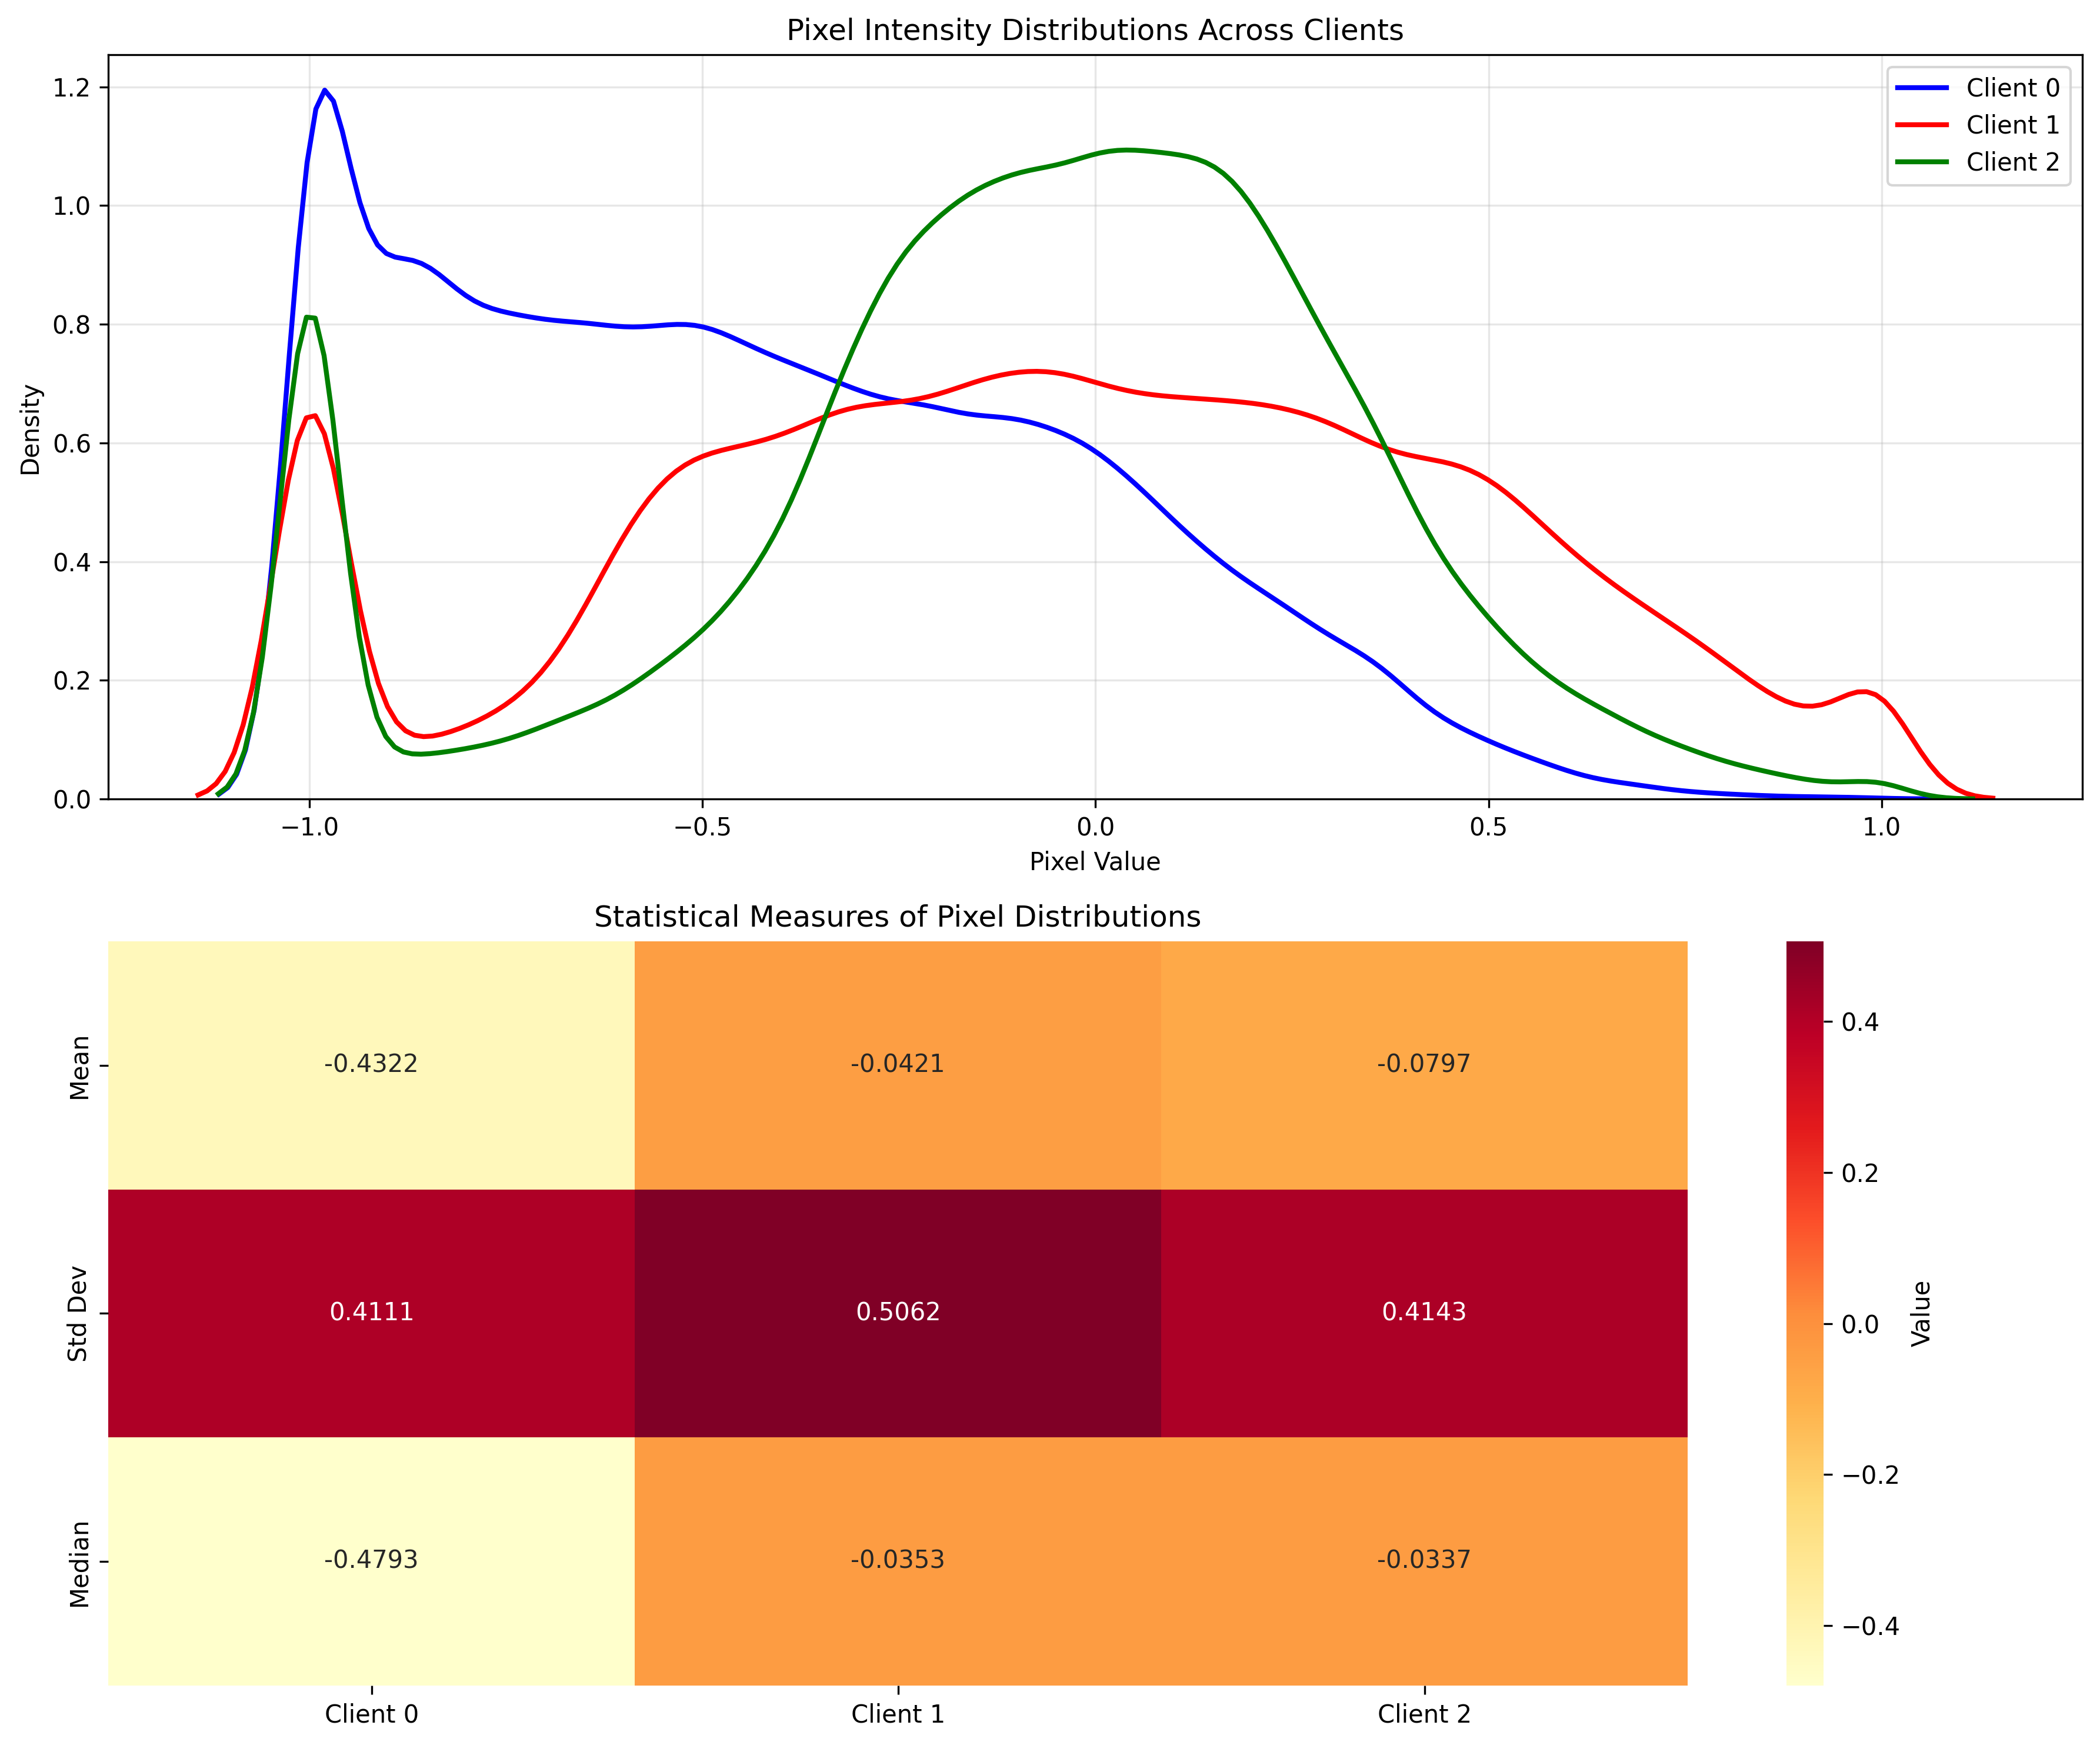 Pixel Intensity Distributions Across Clients
1.2
1.0
0.8
0.6
0.4
0.2
0.0
Density
Client 0
Client 1
Client 2
−1.0 −0.5 0.0 0.5 1.0
Pixel Value
Statistical Measures of Pixel Distributions
Mean
-0.4322 -0.0421 -0.0797
Std Dev
0.4111 0.5062 0.4143
Median
-0.4793 -0.0353 -0.0337
Client 0 Client 1 Client 2
0.4
0.2
0.0
−0.2
−0.4
Value